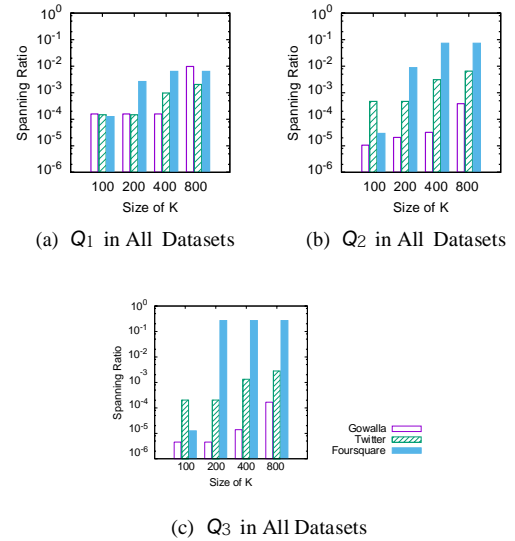 10^0
10^-1
10^-2
10^-3
10^-4
10^-5
10^-6
Spanning Ratio
100 200 400 800
Size of K
(a) Q1 in All Datasets
10^0
10^-1
10^-2
10^-3
10^-4
10^-5
10^-6
Spanning Ratio
100 200 400 800
Size of K
(b) Q2 in All Datasets
10^0
10^-1
10^-2
10^-3
10^-4
10^-5
10^-6
Spanning Ratio
100 200 400 800
Size of K
Gowalla
Twitter
Foursquare
(c) Q3 in All Datasets